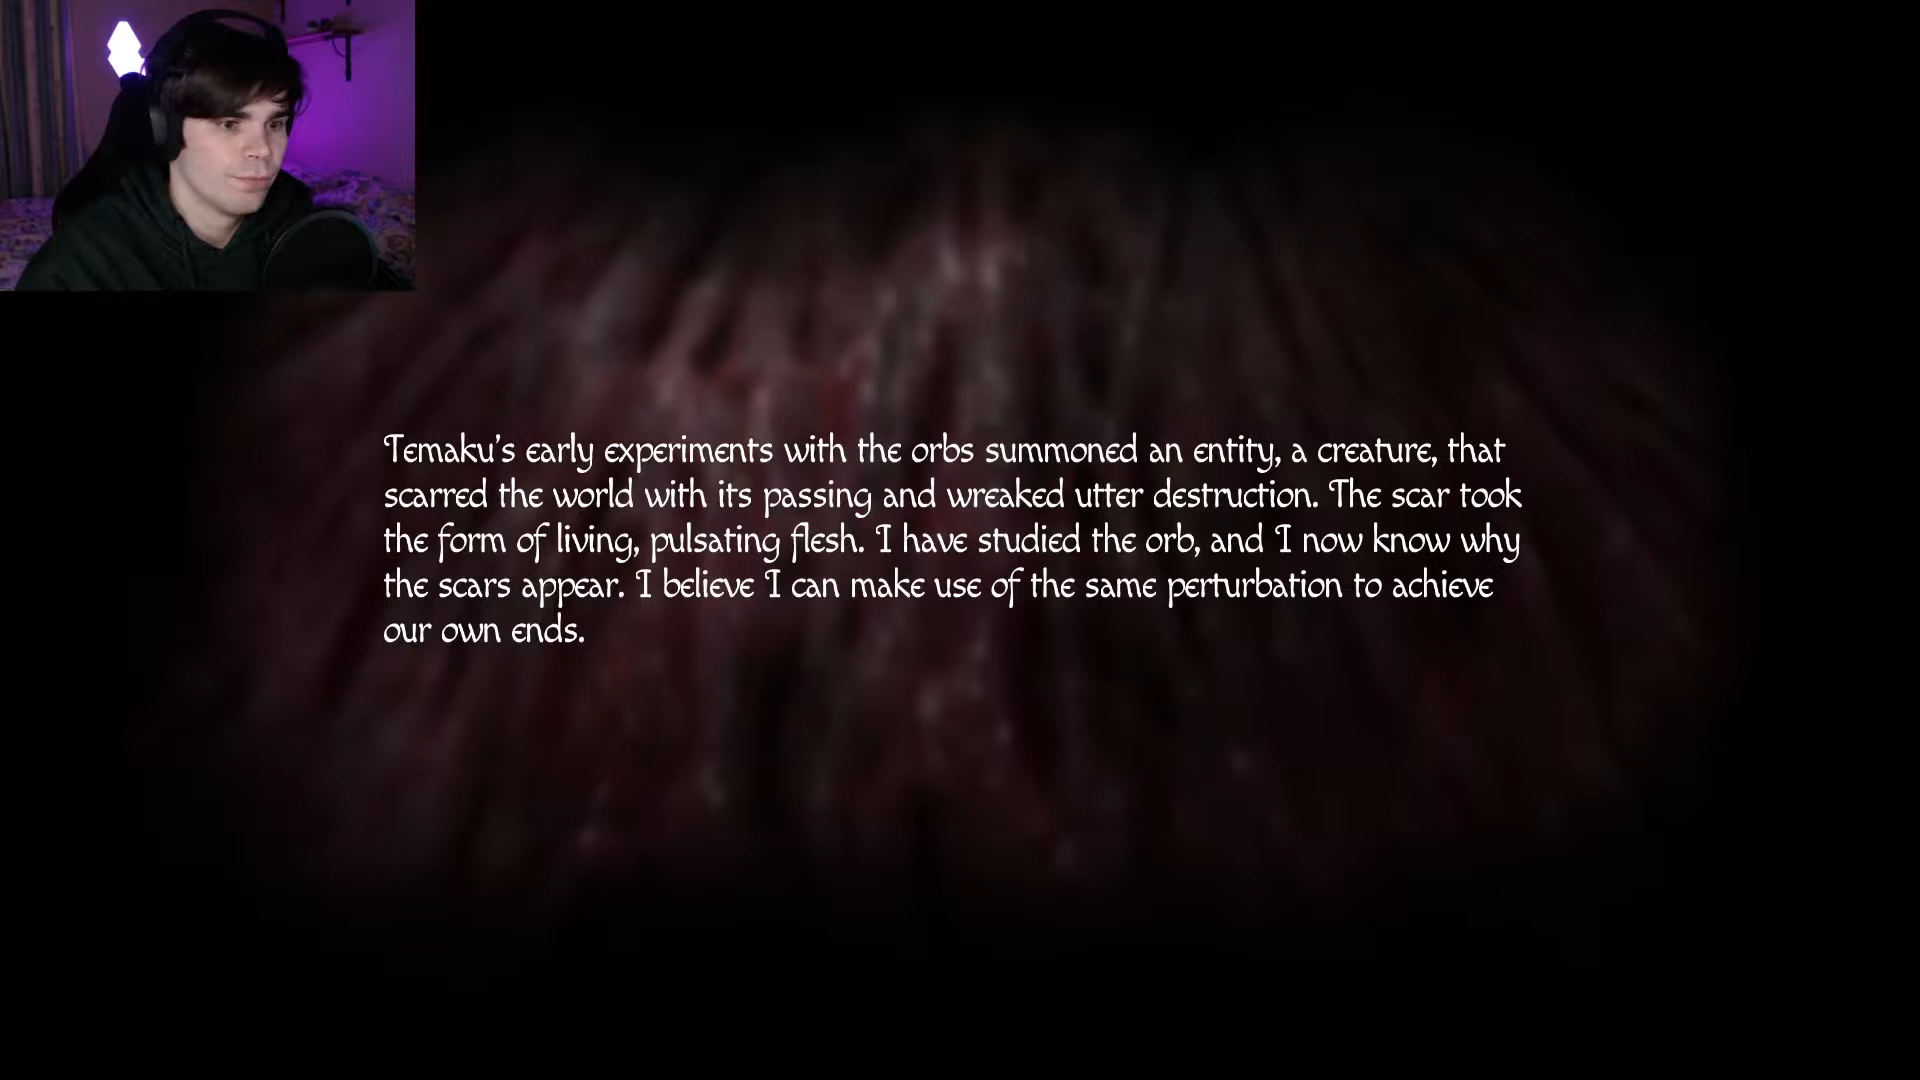 Temaku's early experiments with the orbs summoned an entity, a creature, that
scarred the world with its passing and wreaked utter destruction. The scar took
the form of living, pulsating flesh. I have studied the orb, and I now know why
the scars appear. I believe I can make use of the same perturbation to achieve
our own ends.